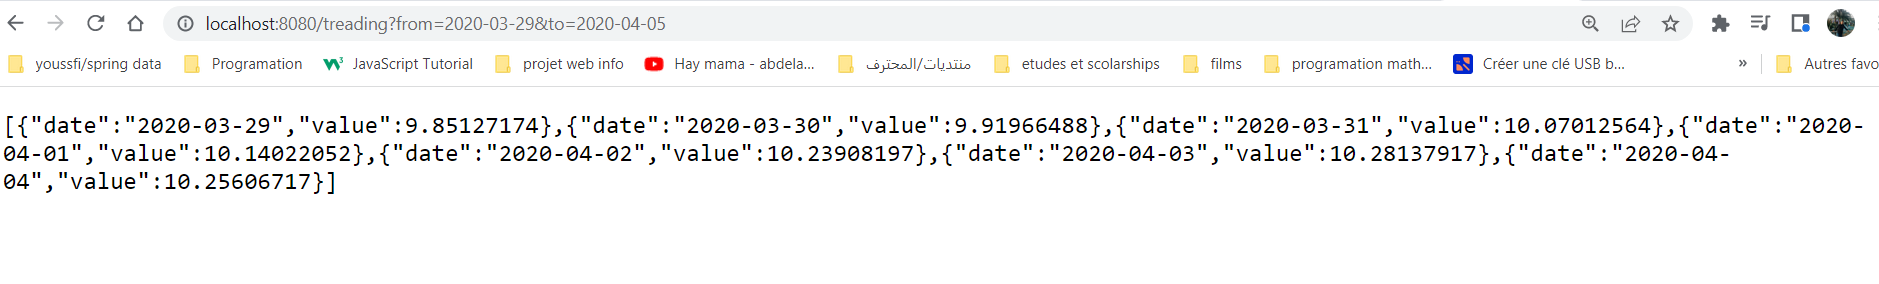 localhost:8080/treading?from=2020-03-29&to=2020-04-05
youssfi/spring data Programation JavaScript Tutorial projet web info Hay mama - abdela... منتديات/المحترف etudes et scolarships films programation math... Créer une clé USB b... » Autres favo
[{"date":"2020-03-29","value":9.85127174},{"date":"2020-03-30","value":9.91966488},{"date":"2020-03-31","value":10.07012564},{"date":"2020-
04-01","value":10.14022052},{"date":"2020-04-02","value":10.23908197},{"date":"2020-04-03","value":10.28137917},{"date":"2020-04-
04","value":10.25606717}]